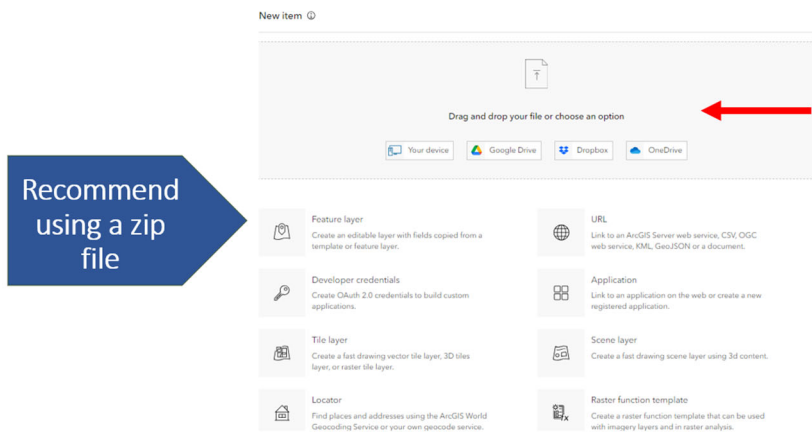 New item
Drag and drop your file or choose an option
Your device
Google Drive
Dropbox
OneDrive
Recommend
using a zip
file
Feature layer
Create an editable layer with fields copied from a
template or feature layer.
URL
Link to an ArcGIS Server web service, CSV, OGC
web service, KML, GeoJSON or a document.
Developer credentials
Create OAuth 2.0 credentials to build custom
applications.
Application
Link to an application on the web or create a new
registered application.
Tile layer
Create a fast drawing vector tile layer, 3D tiles
layer, or raster tile layer.
Scene layer
Create a fast drawing scene layer using 3d content.
Locator
Find places and addresses using the ArcGIS World
Geocoding Service or your own geocode service.
Raster function template
Create a raster function template that can be used
with imagery layers and in raster analysis.